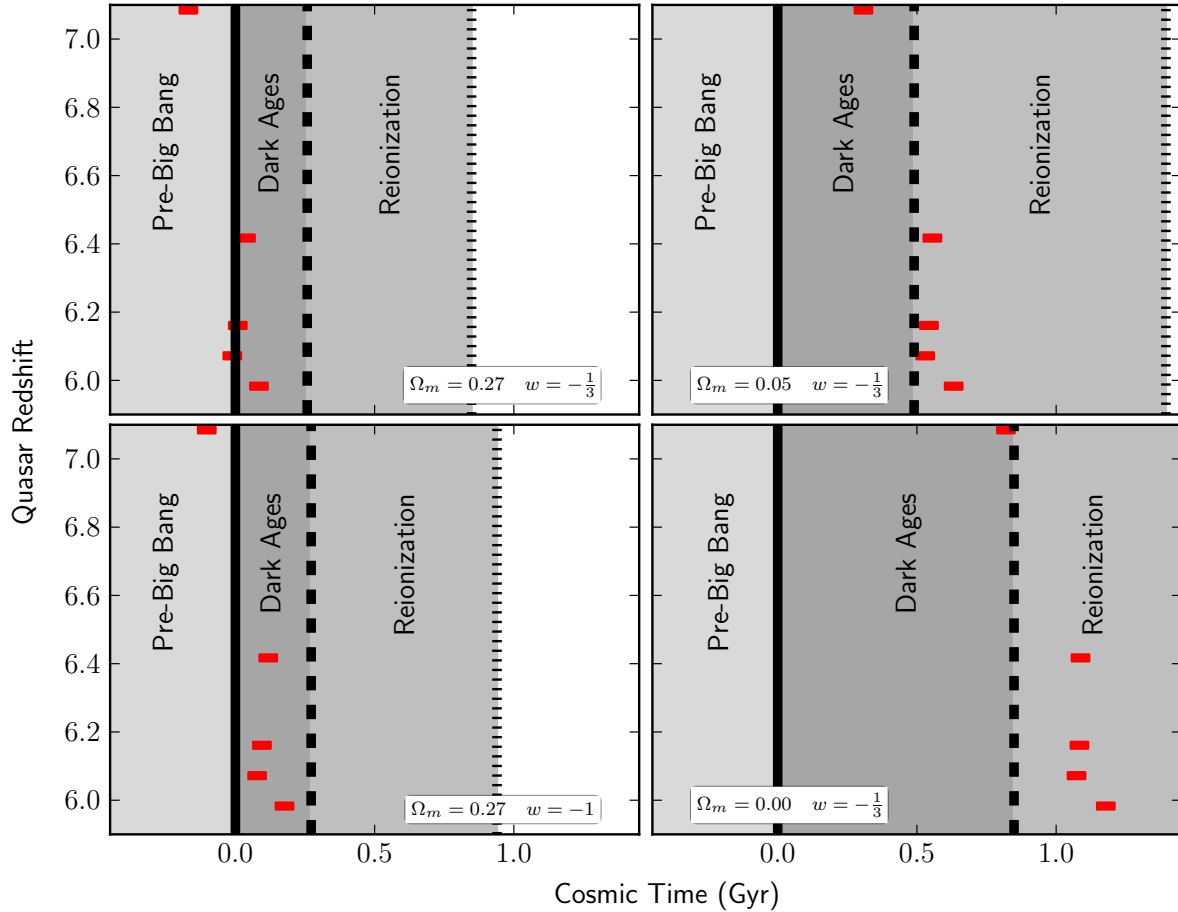 7.0
6.8
6.6
6.4
6.2
6.0
Pre-Big Bang
Dark Ages
Reionization
Ωm = 0.27 w = −1/3
Pre-Big Bang
Dark Ages
Reionization
Ωm = 0.05 w = −1/3
Quasar Redshift
7.0
6.8
6.6
6.4
6.2
6.0
Pre-Big Bang
Dark Ages
Reionization
Ωm = 0.27 w = −1
Pre-Big Bang
Dark Ages
Reionization
Ωm = 0.00 w = −1/3
0.0 0.5 1.0 0.0 0.5 1.0
Cosmic Time (Gyr)